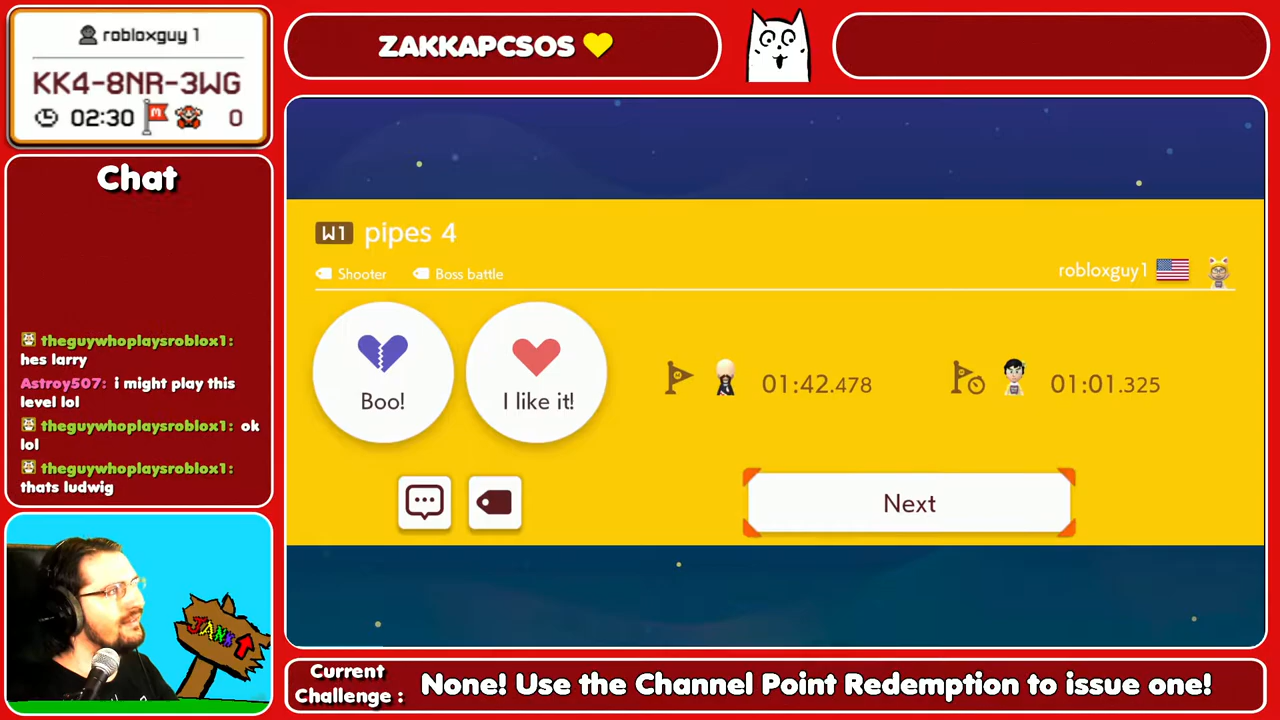 robloxguy 1
KK4-8NR-3WG
02:30 M 0
ZAKKAPCSOS
Chat
theguywhoplaysroblox1:
hes larry
Astroy507: i might play this
level lol
theguywhoplaysroblox1: ok
lol
theguywhoplaysroblox1:
thats ludwig
W1 pipes 4
Shooter Boss battle
robloxguy1
Boo! I like it!
01:42.478 01:01.325
Next
JANK
Current
Challenge :
None! Use the Channel Point Redemption to issue one!